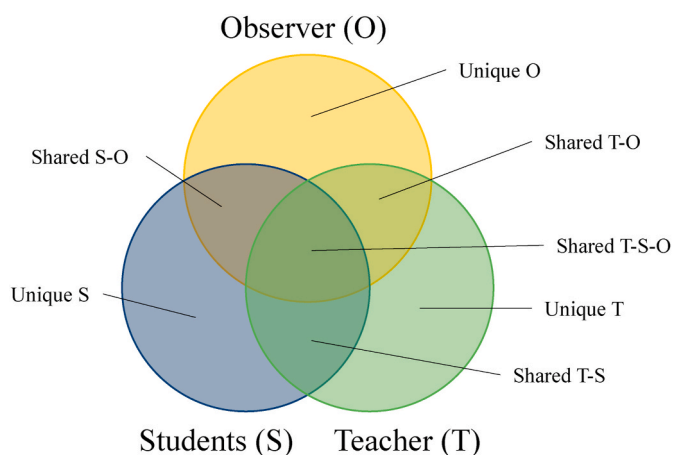 Observer (O)
Unique O
Shared T-O
Shared S-O
Shared T-S-O
Unique S
Unique T
Shared T-S
Students (S)
Teacher (T)